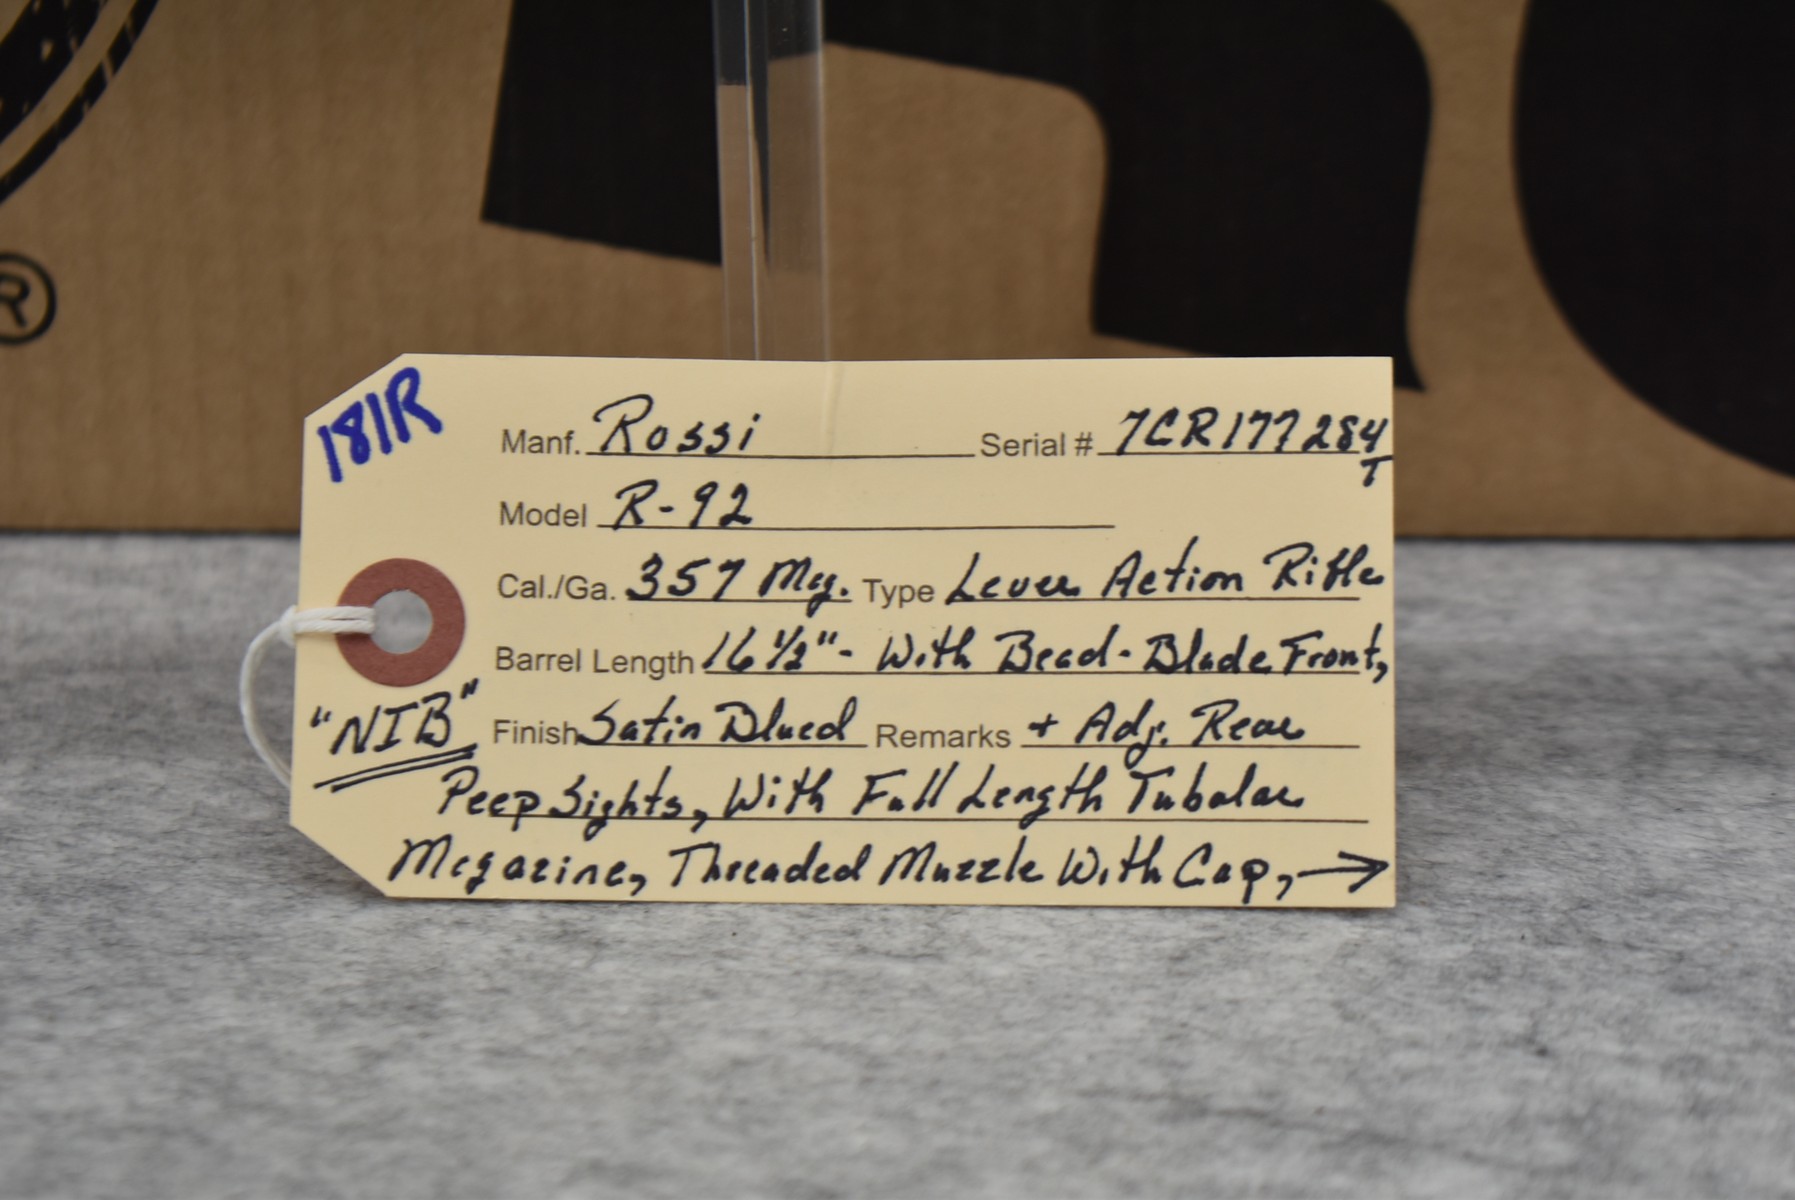 ®
181R
Manf. Rossi Serial # 7CR177284
T
Model R-92
Cal./Ga. 357 Mag. Type Lever Action Rifle
Barrel Length 16 1/2" - With Bead-Blade Front,
"NIB" Finish Satin Blued Remarks + Adj. Rear
Peep Sights, With Full Length Tubular
Magazine, Threaded Muzzle With Cap, →